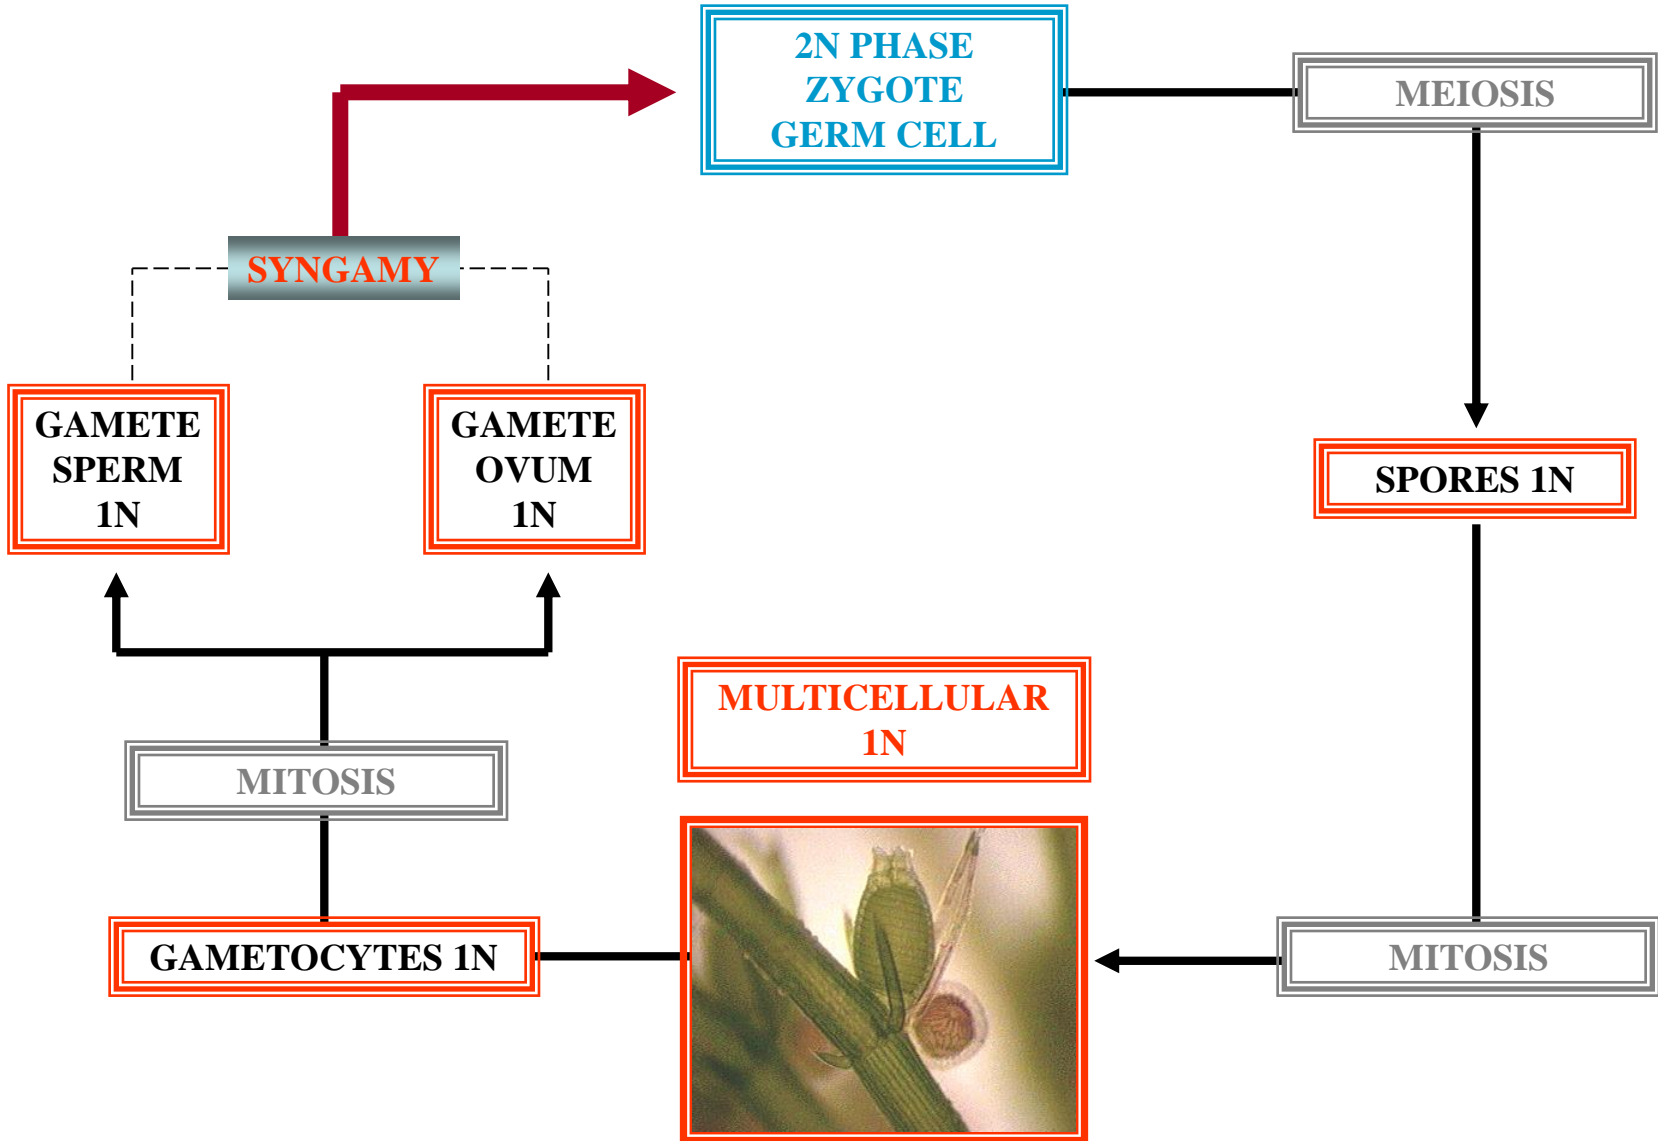 2N PHASE
ZYGOTE
GERM CELL
MEIOSIS
SYNGAMY
GAMETE
SPERM
1N
GAMETE
OVUM
1N
SPORES 1N
MULTICELLULAR
1N
MITOSIS
GAMETOCYTES 1N
MITOSIS